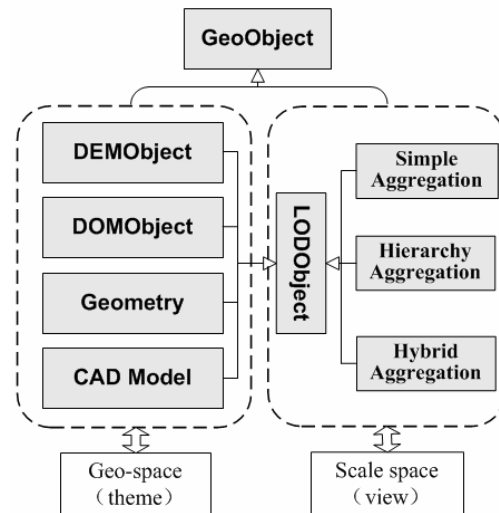 GeoObject
DEMObject
DOMObject
Geometry
CAD Model
LODObject
Simple
Aggregation
Hierarchy
Aggregation
Hybrid
Aggregation
Geo-space
（theme）
Scale space
（view）